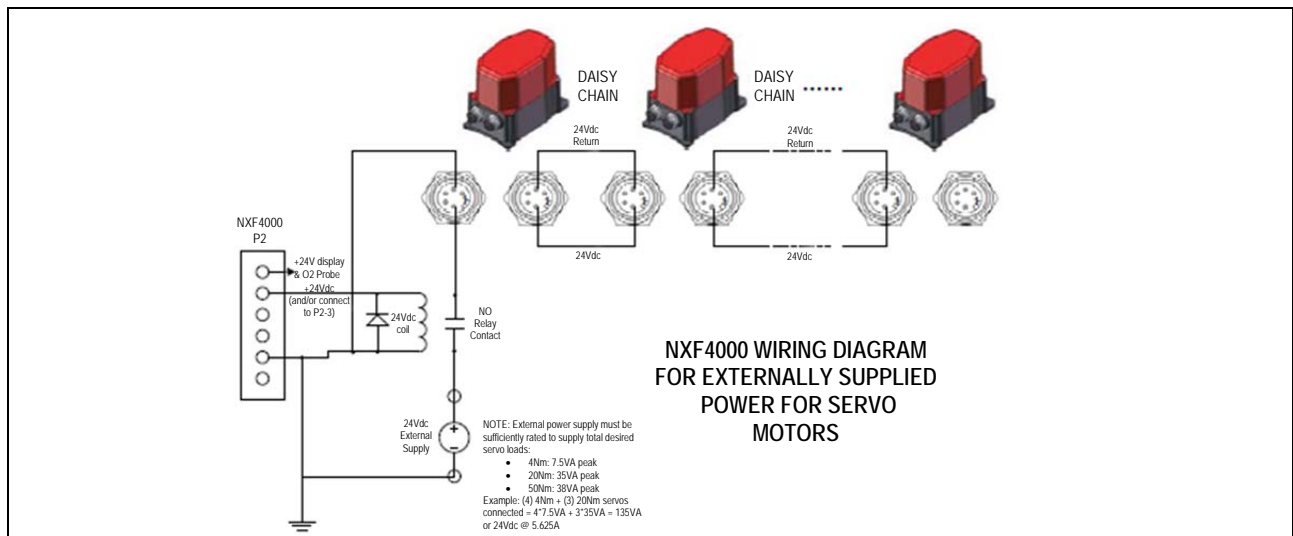 DAISY
CHAIN
DAISY
CHAIN ......
24Vdc
Return
24Vdc
Return
24Vdc
24Vdc
NXF4000
P2
+24V display
& O2 Probe
+24Vdc
(and/or connect
to P2-3)
24Vdc
coil
NO
Relay
Contact
NXF4000 WIRING DIAGRAM
FOR EXTERNALLY SUPPLIED
POWER FOR SERVO
MOTORS
24Vdc
External
Supply
+
−
NOTE: External power supply must be
sufficiently rated to supply total desired
servo loads:
• 4Nm: 7.5VA peak
• 20Nm: 35VA peak
• 50Nm: 38VA peak
Example: (4) 4Nm + (3) 20Nm servos
connected = 4*7.5VA + 3*35VA = 135VA
or 24Vdc @ 5.625A